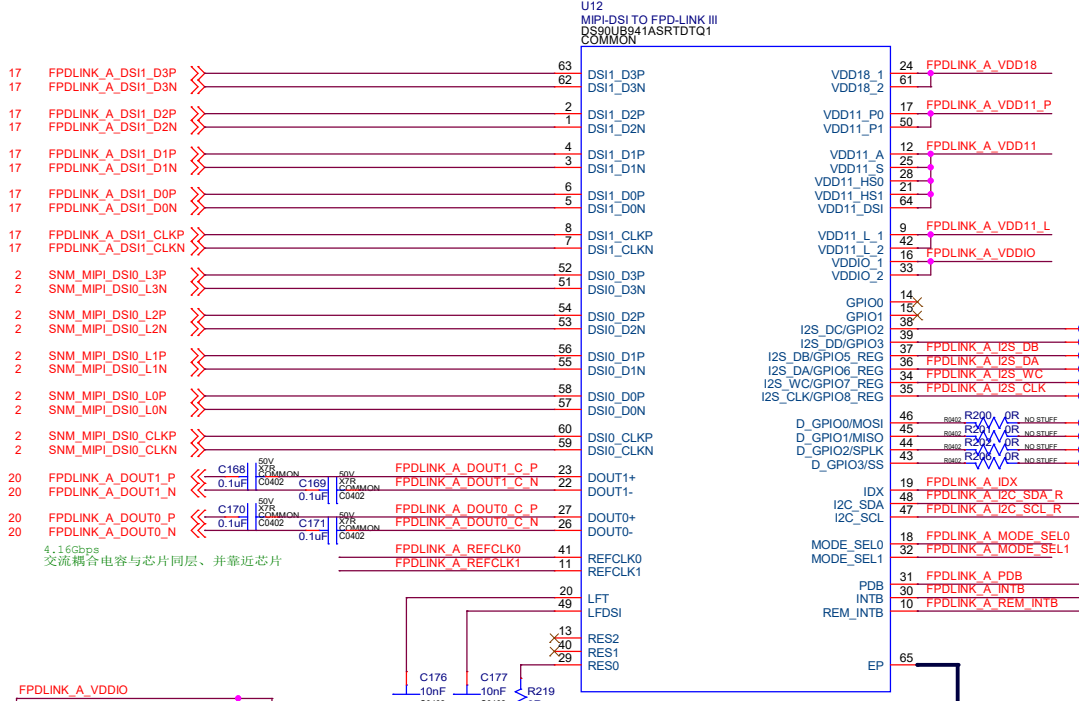 U12
MIPI-DSI TO FPD-LINK III
DS90UB941ASRTDTQ1
COMMON
17 FPDLINK_A_DSI1_D3P 63 DSI1_D3P
17 FPDLINK_A_DSI1_D3N 62 DSI1_D3N
17 FPDLINK_A_DSI1_D2P 2 DSI1_D2P
17 FPDLINK_A_DSI1_D2N 1 DSI1_D2N
17 FPDLINK_A_DSI1_D1P 4 DSI1_D1P
17 FPDLINK_A_DSI1_D1N 3 DSI1_D1N
17 FPDLINK_A_DSI1_D0P 6 DSI1_D0P
17 FPDLINK_A_DSI1_D0N 5 DSI1_D0N
17 FPDLINK_A_DSI1_CLKP 8 DSI1_CLKP
17 FPDLINK_A_DSI1_CLKN 7 DSI1_CLKN
2 SNM_MIPI_DSI0_L3P 52 DSI0_D3P
2 SNM_MIPI_DSI0_L3N 51 DSI0_D3N
2 SNM_MIPI_DSI0_L2P 54 DSI0_D2P
2 SNM_MIPI_DSI0_L2N 53 DSI0_D2N
2 SNM_MIPI_DSI0_L1P 56 DSI0_D1P
2 SNM_MIPI_DSI0_L1N 55 DSI0_D1N
2 SNM_MIPI_DSI0_L0P 58 DSI0_D0P
2 SNM_MIPI_DSI0_L0N 57 DSI0_D0N
2 SNM_MIPI_DSI0_CLKP 60 DSI0_CLKP
2 SNM_MIPI_DSI0_CLKN 59 DSI0_CLKN
20 FPDLINK_A_DOUT1_P FPDLINK_A_DOUT1_C_P 23 DOUT1+
20 FPDLINK_A_DOUT1_N FPDLINK_A_DOUT1_C_N 22 DOUT1-
C168 0.1uF 50V X7R COMMON C0402
C169 0.1uF 50V X7R COMMON C0402
20 FPDLINK_A_DOUT0_P FPDLINK_A_DOUT0_C_P 27 DOUT0+
20 FPDLINK_A_DOUT0_N FPDLINK_A_DOUT0_C_N 26 DOUT0-
C170 0.1uF 50V X7R COMMON C0402
C171 0.1uF 50V X7R COMMON C0402
4.16Gbps
交流耦合电容与芯片同层、并靠近芯片
FPDLINK_A_REFCLK0 41 REFCLK0
FPDLINK_A_REFCLK1 11 REFCLK1
20 LFT
49 LFDSI
13 RES2
40 RES1
29 RES0
C176
10nF
C177
10nF
R219
FPDLINK_A_VDDIO
VDD18_1 24 FPDLINK_A_VDD18
VDD18_2 61
VDD11_P0 17 FPDLINK_A_VDD11_P
VDD11_P1 50
VDD11_A 12 FPDLINK_A_VDD11
VDD11_S 25
VDD11_HS0 28
VDD11_HS1 21
VDD11_DSI 64
VDD11_L_1 9 FPDLINK_A_VDD11_L
VDD11_L_2 42
VDDIO_1 16 FPDLINK_A_VDDIO
VDDIO_2 33
GPIO0 14
GPIO1 15
I2S_DC/GPIO2 38
I2S_DD/GPIO3 39
I2S_DB/GPIO5_REG 37 FPDLINK_A_I2S_DB
I2S_DA/GPIO6_REG 36 FPDLINK_A_I2S_DA
I2S_WC/GPIO7_REG 34 FPDLINK_A_I2S_WC
I2S_CLK/GPIO8_REG 35 FPDLINK_A_I2S_CLK
D_GPIO0/MOSI 46 R0402 R200 0R NO STUFF
D_GPIO1/MISO 45 R0402 R201 0R NO STUFF
D_GPIO2/SPLK 44 R0402 R202 0R NO STUFF
D_GPIO3/SS 43 R0402 0R NO STUFF
IDX 19 FPDLINK_A_IDX
I2C_SDA 48 FPDLINK_A_I2C_SDA_R
I2C_SCL 47 FPDLINK_A_I2C_SCL_R
MODE_SEL0 18 FPDLINK_A_MODE_SEL0
MODE_SEL1 32 FPDLINK_A_MODE_SEL1
PDB 31 FPDLINK_A_PDB
INTB 30 FPDLINK_A_INTB
REM_INTB 10 FPDLINK_A_REM_INTB
EP 65